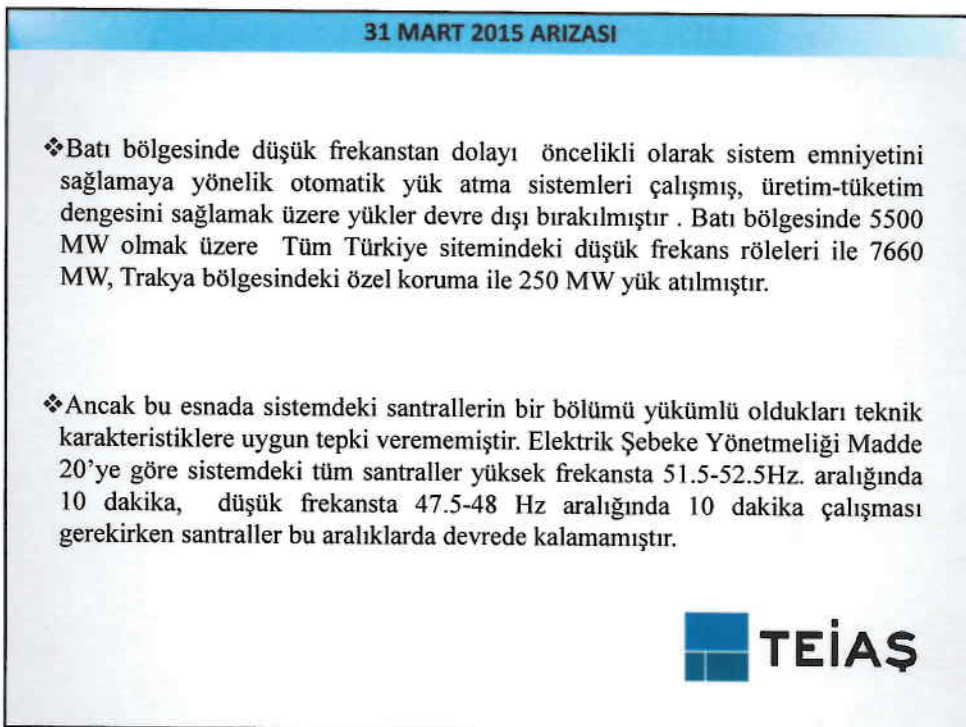 31 MART 2015 ARIZASI
❖Batı bölgesinde düşük frekanstan dolayı öncelikli olarak sistem emniyetini
sağlamaya yönelik otomatik yük atma sistemleri çalışmış, üretim-tüketim
dengesini sağlamak üzere yükler devre dışı bırakılmıştır . Batı bölgesinde 5500
MW olmak üzere Tüm Türkiye sitemindeki düşük frekans röleleri ile 7660
MW, Trakya bölgesindeki özel koruma ile 250 MW yük atılmıştır.
❖Ancak bu esnada sistemdeki santrallerin bir bölümü yükümlü oldukları teknik
karakteristiklere uygun tepki verememiştir. Elektrik Şebeke Yönetmeliği Madde
20’ye göre sistemdeki tüm santraller yüksek frekansta 51.5-52.5Hz. aralığında
10 dakika, düşük frekansta 47.5-48 Hz aralığında 10 dakika çalışması
gerekirken santraller bu aralıklarda devrede kalamamıştır.
TEİAŞ